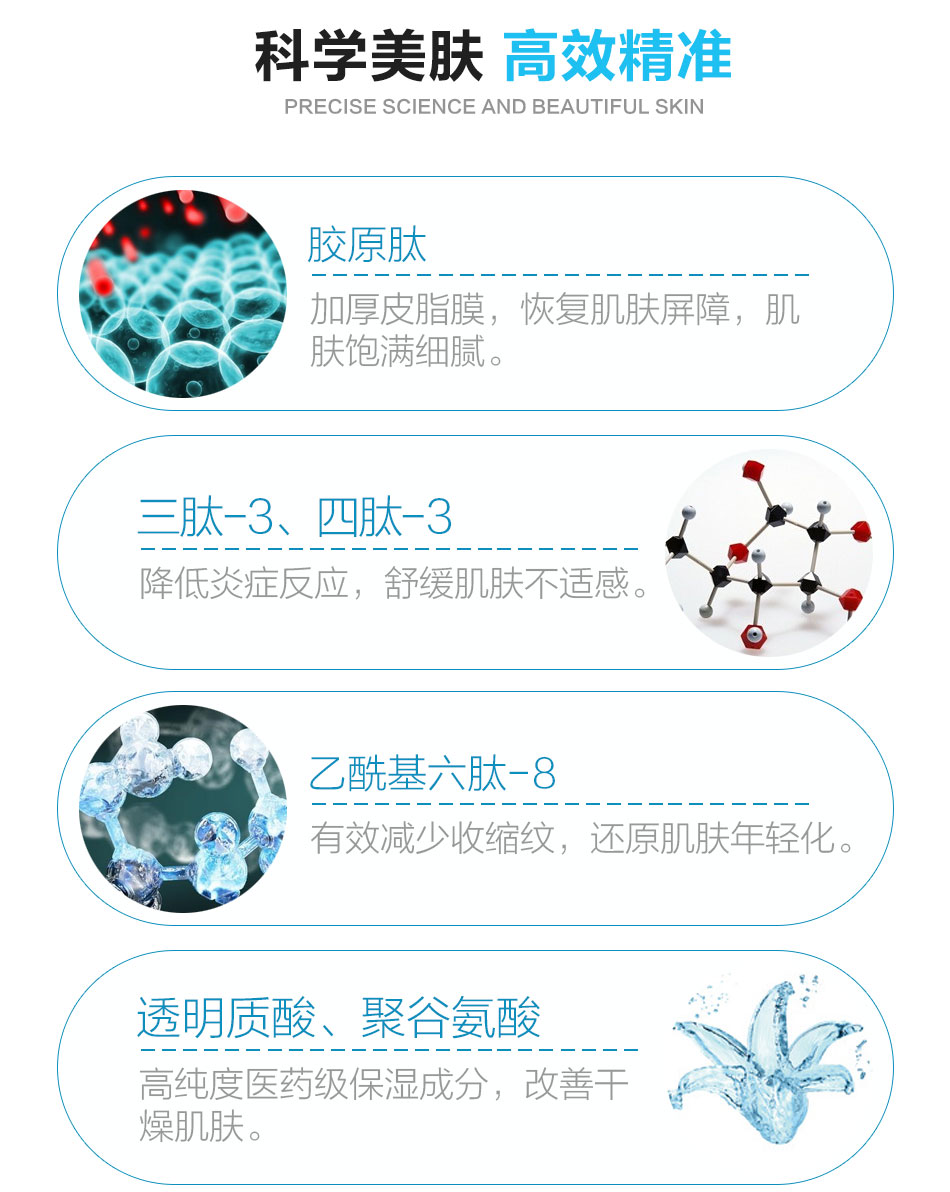 科学美肤 高效精准
PRECISE SCIENCE AND BEAUTIFUL SKIN
胶原肽
加厚皮脂膜，恢复肌肤屏障，肌
肤饱满细腻。
三肽-3、四肽-3
降低炎症反应，舒缓肌肤不适感。
乙酰基六肽-8
有效减少收缩纹，还原肌肤年轻化。
透明质酸、聚谷氨酸
高纯度医药级保湿成分，改善干
燥肌肤。